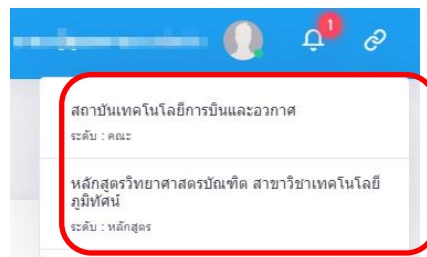 1
สถาบันเทคโนโลยีการบินและอวกาศ
ระดับ : คณะ
หลักสูตรวิทยาศาสตรบัณฑิต สาขาวิชาเทคโนโลยี
ภูมิทัศน์
ระดับ : หลักสูตร